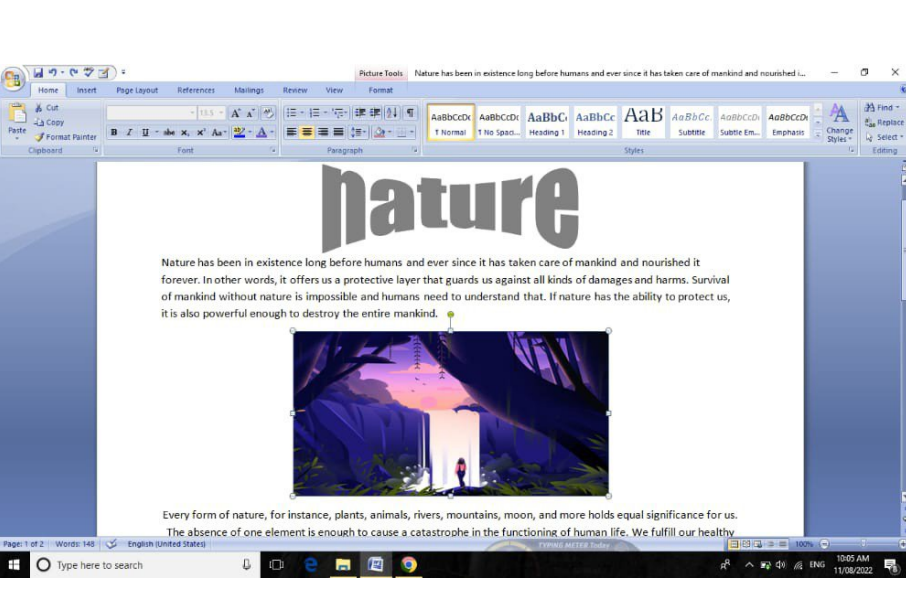 Picture Tools Nature has been in existence long before humans and ever since it has taken care of mankind and nourished i...
Home Insert Page Layout References Mailings Review View Format
Cut
Copy
Format Painter
Paste
Clipboard
11.5
B I U abc x, x² Aa
Font
Paragraph
AaBbCcDc AaBbCcDc AaBbC AaBbCc AaB AaBbCc. AaBbCcDi AaBbCcDi
¶ Normal ¶ No Spaci... Heading 1 Heading 2 Title Subtitle Subtle Em... Emphasis
Styles
Change Styles
Find
Replace
Select
Editing
nature
Nature has been in existence long before humans and ever since it has taken care of mankind and nourished it
forever. In other words, it offers us a protective layer that guards us against all kinds of damages and harms. Survival
of mankind without nature is impossible and humans need to understand that. If nature has the ability to protect us,
it is also powerful enough to destroy the entire mankind.
Every form of nature, for instance, plants, animals, rivers, mountains, moon, and more holds equal significance for us.
The absence of one element is enough to cause a catastrophe in the functioning of human life. We fulfill our healthy
Page: 1 of 2 Words: 148 English (United States) TYPING METER Today 100%
Type here to search ENG 10:05 AM
11/08/2022